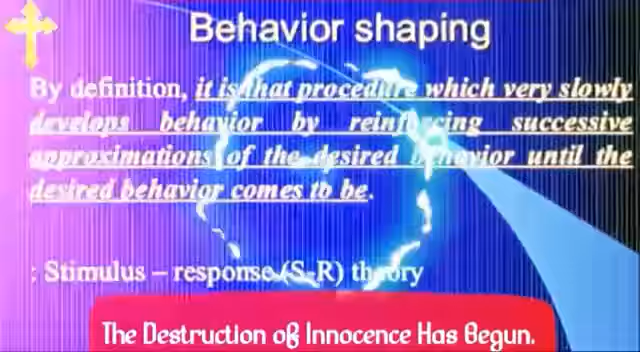 Behavior shaping
By definition, it is that procedure which very slowly
develops behavior by reinforcing successive
approximations of the desired behavior until the
desired behavior comes to be.
: Stimulus – response (S-R) theory
The Destruction of Innocence Has Begun.